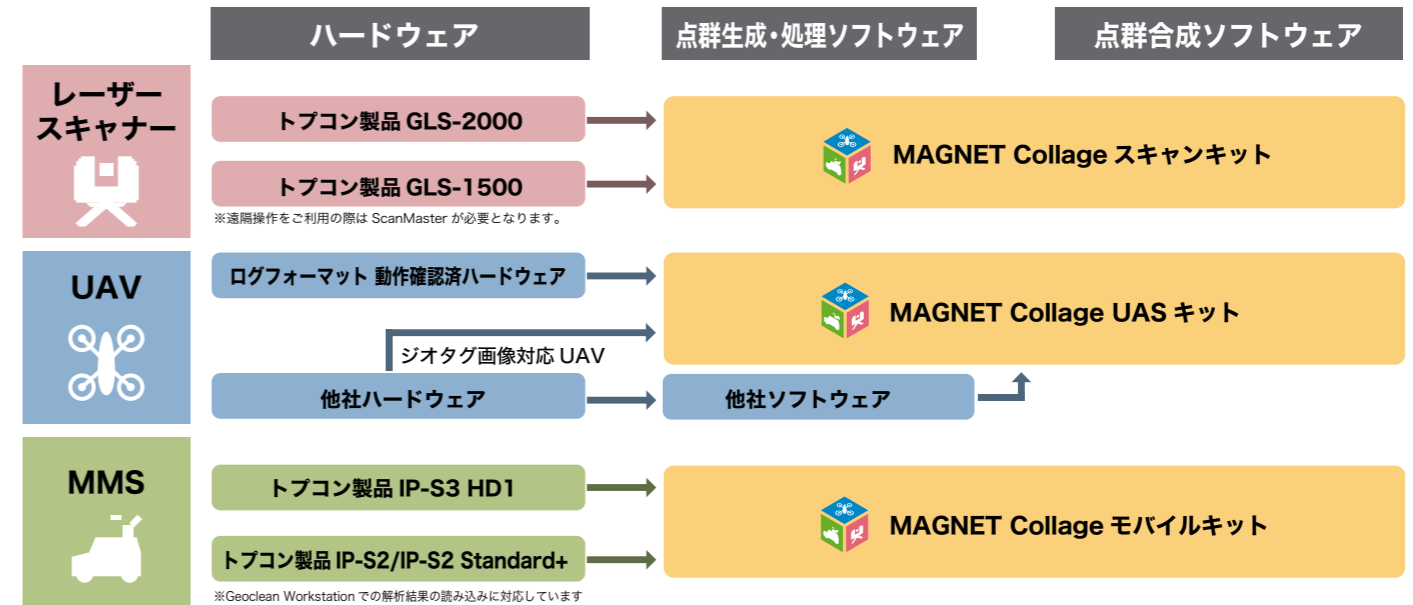 ハードウェア
点群生成・処理ソフトウェア
点群合成ソフトウェア
レーザー
スキャナー
トプコン製品 GLS-2000
トプコン製品 GLS-1500
※遠隔操作をご利用の際は ScanMaster が必要となります。
MAGNET Collage スキャンキット
UAV
ログフォーマット 動作確認済ハードウェア
ジオタグ画像対応 UAV
他社ハードウェア
他社ソフトウェア
MAGNET Collage UAS キット
MMS
トプコン製品 IP-S3 HD1
トプコン製品 IP-S2/IP-S2 Standard+
※Geoclean Workstation での解析結果の読み込みに対応しています
MAGNET Collage モバイルキット